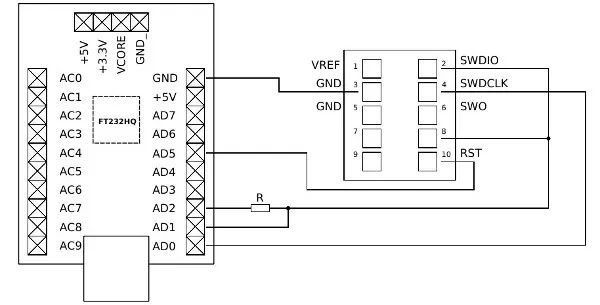 +5V
+3.3V
VCORE
GND_
AC0 GND
AC1 +5V
AC2 AD7
AC3 FT232HQ AD6
AC4 AD5
AC5 AD4
AC6 AD3
AC7 AD2
AC8 AD1
AC9 AD0
R
VREF 1 2 SWDIO
GND 3 4 SWDCLK
GND 5 6 SWO
7 8
9 10 RST